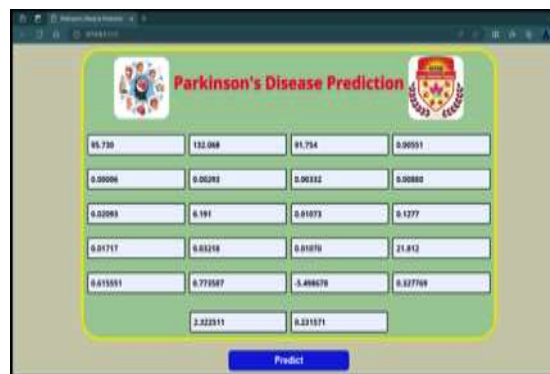 Parkinson's Disease Prediction
95.730 132.068 91.754 0.00551
0.00006 0.00293 0.00332 0.00880
0.02093 0.191 0.01073 0.1277
0.01717 0.03218 0.01070 21.812
0.615551 0.773587 -5.498678 0.327769
2.322511 0.231571
Predict